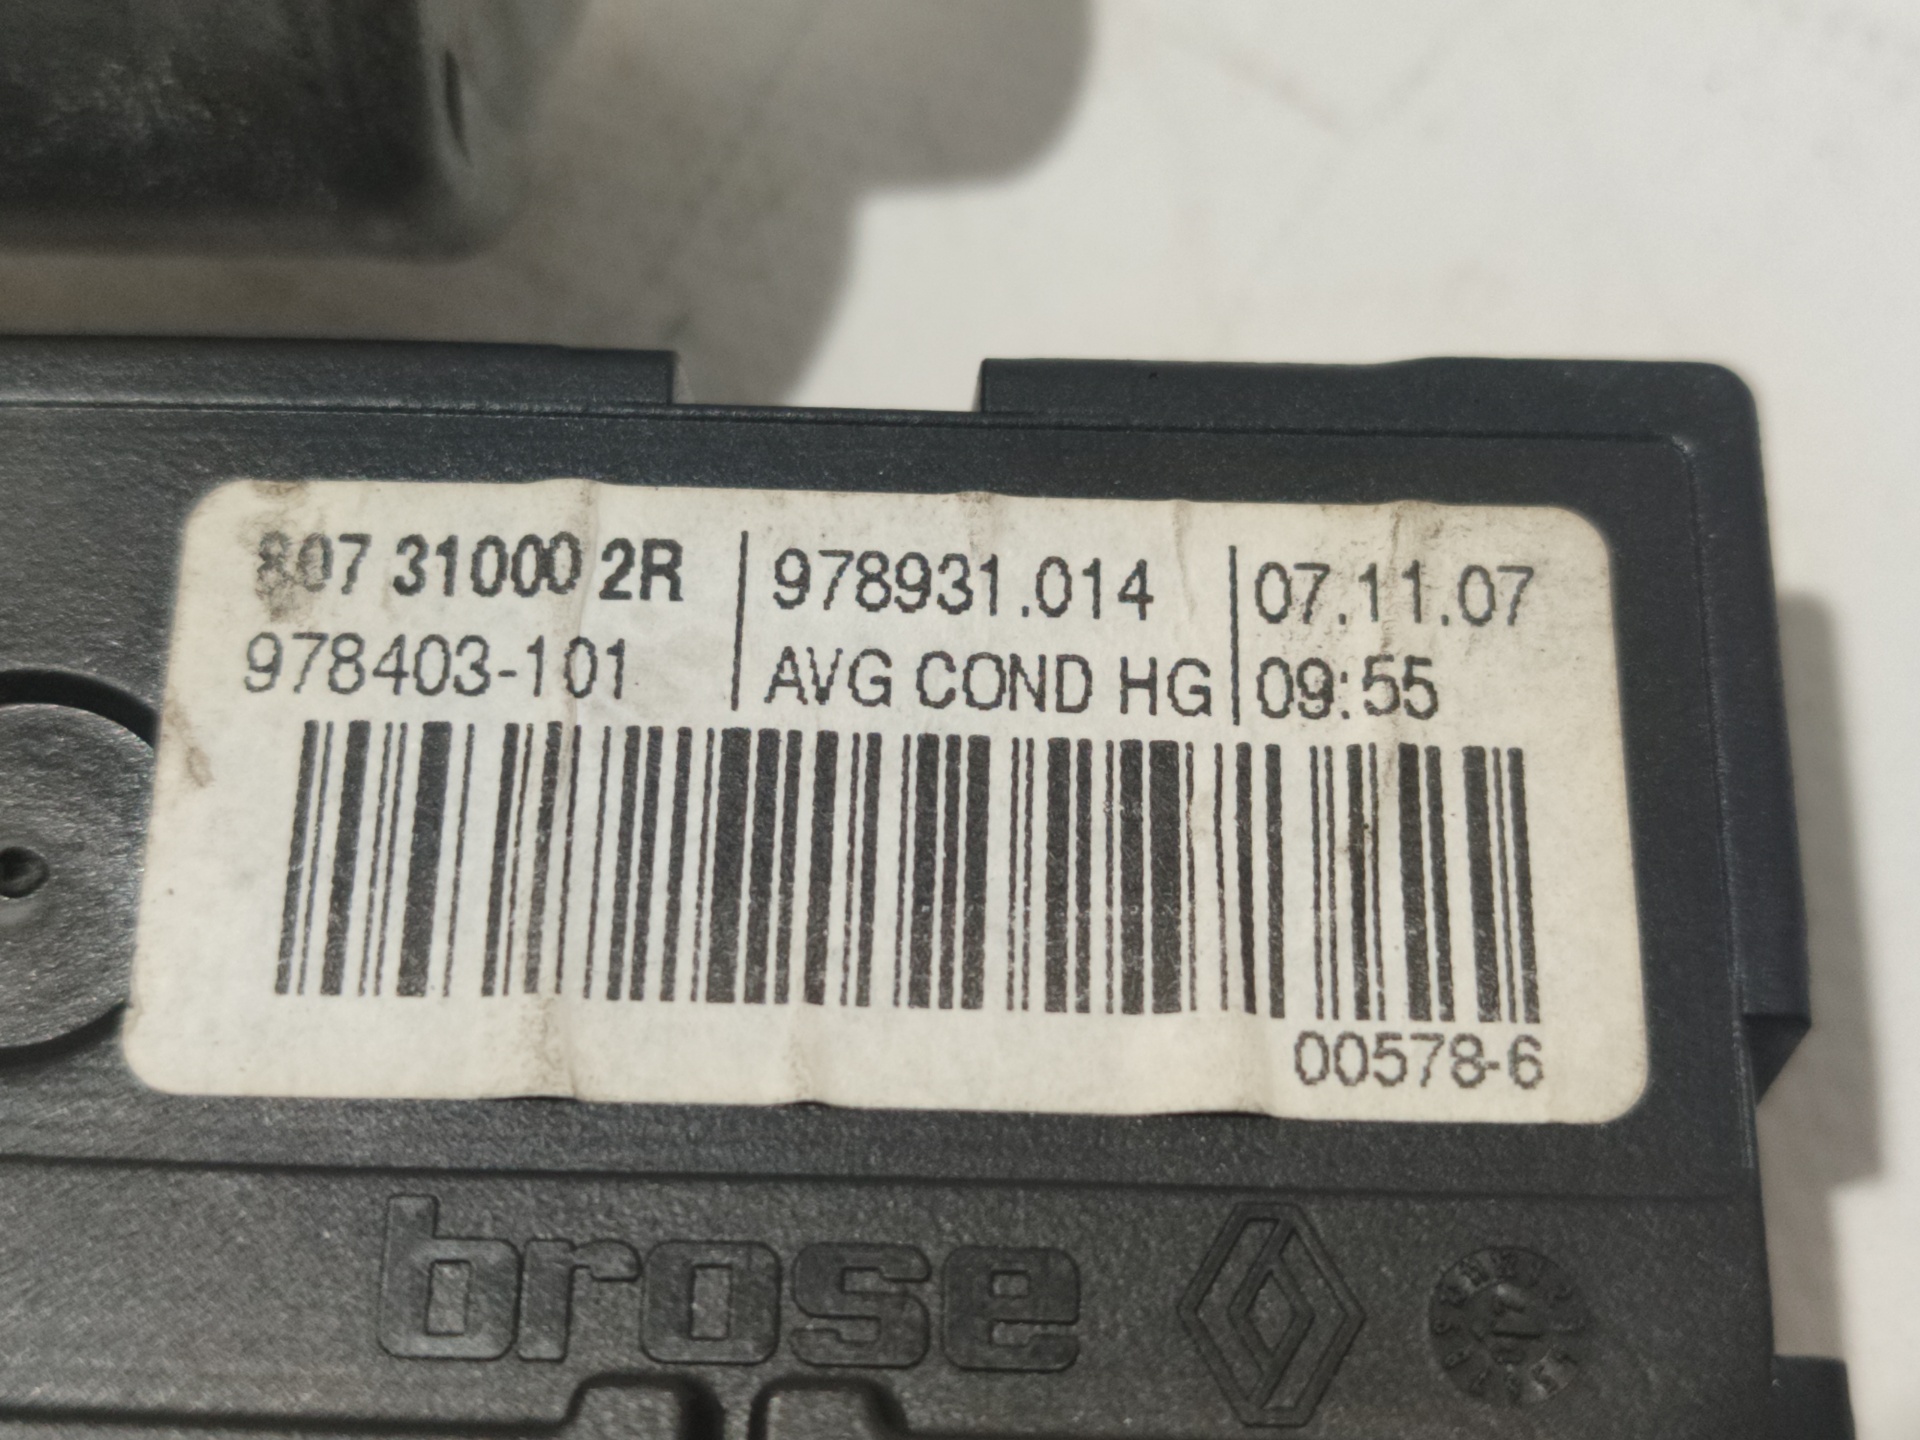 807 31000 2R 978931.014 07.11.07
978403-101 AVG COND HG 09:55
00578-6
brose